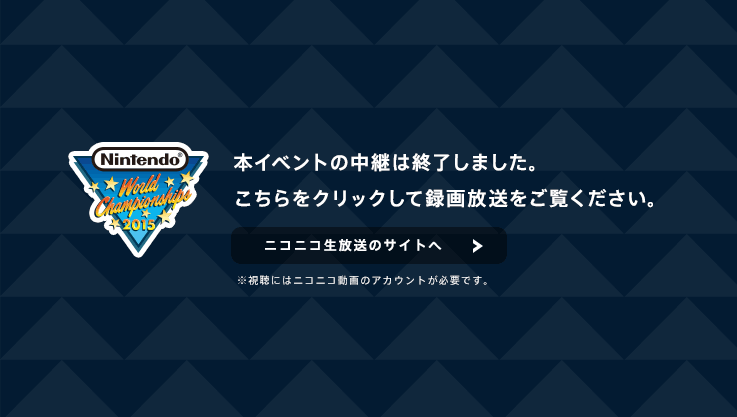 Nintendo®
World
Championships
2015
本イベントの中継は終了しました。
こちらをクリックして録画放送をご覧ください。
ニコニコ生放送のサイトへ
※視聴にはニコニコ動画のアカウントが必要です。